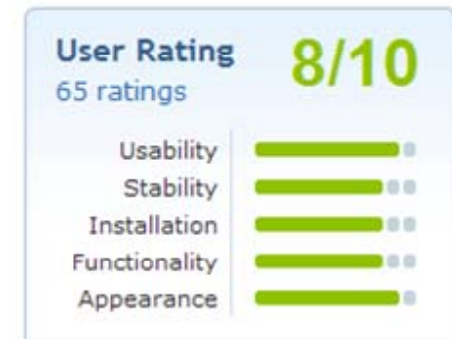 User Rating
8/10
65 ratings
Usability
Stability
Installation
Functionality
Appearance